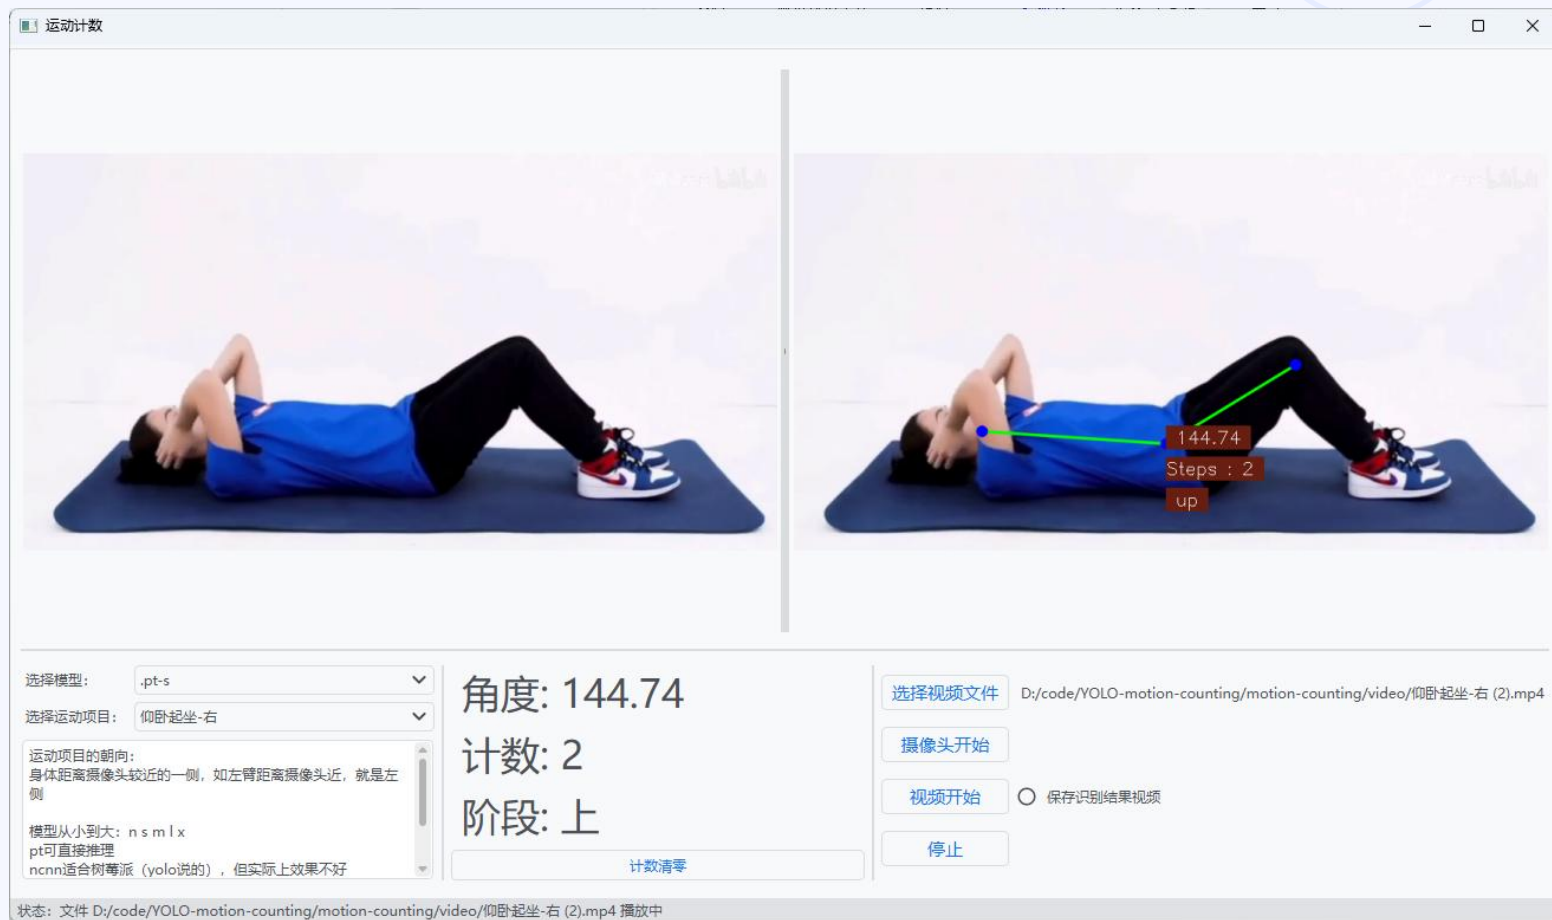 运动计数
bilibili
bilibili
144.74
Steps : 2
up
选择模型:
.pt-s
选择运动项目:
仰卧起坐-右
运动项目的朝向:
身体距离摄像头较近的一侧，如左臂距离摄像头近，就是左
侧
模型从小到大: n s m l x
pt可直接推理
ncnn适合树莓派（yolo说的），但实际上效果不好
角度: 144.74
计数: 2
阶段: 上
计数清零
选择视频文件
D:/code/YOLO-motion-counting/motion-counting/video/仰卧起坐-右 (2).mp4
摄像头开始
视频开始
保存识别结果视频
停止
状态: 文件 D:/code/YOLO-motion-counting/motion-counting/video/仰卧起坐-右 (2).mp4 播放中